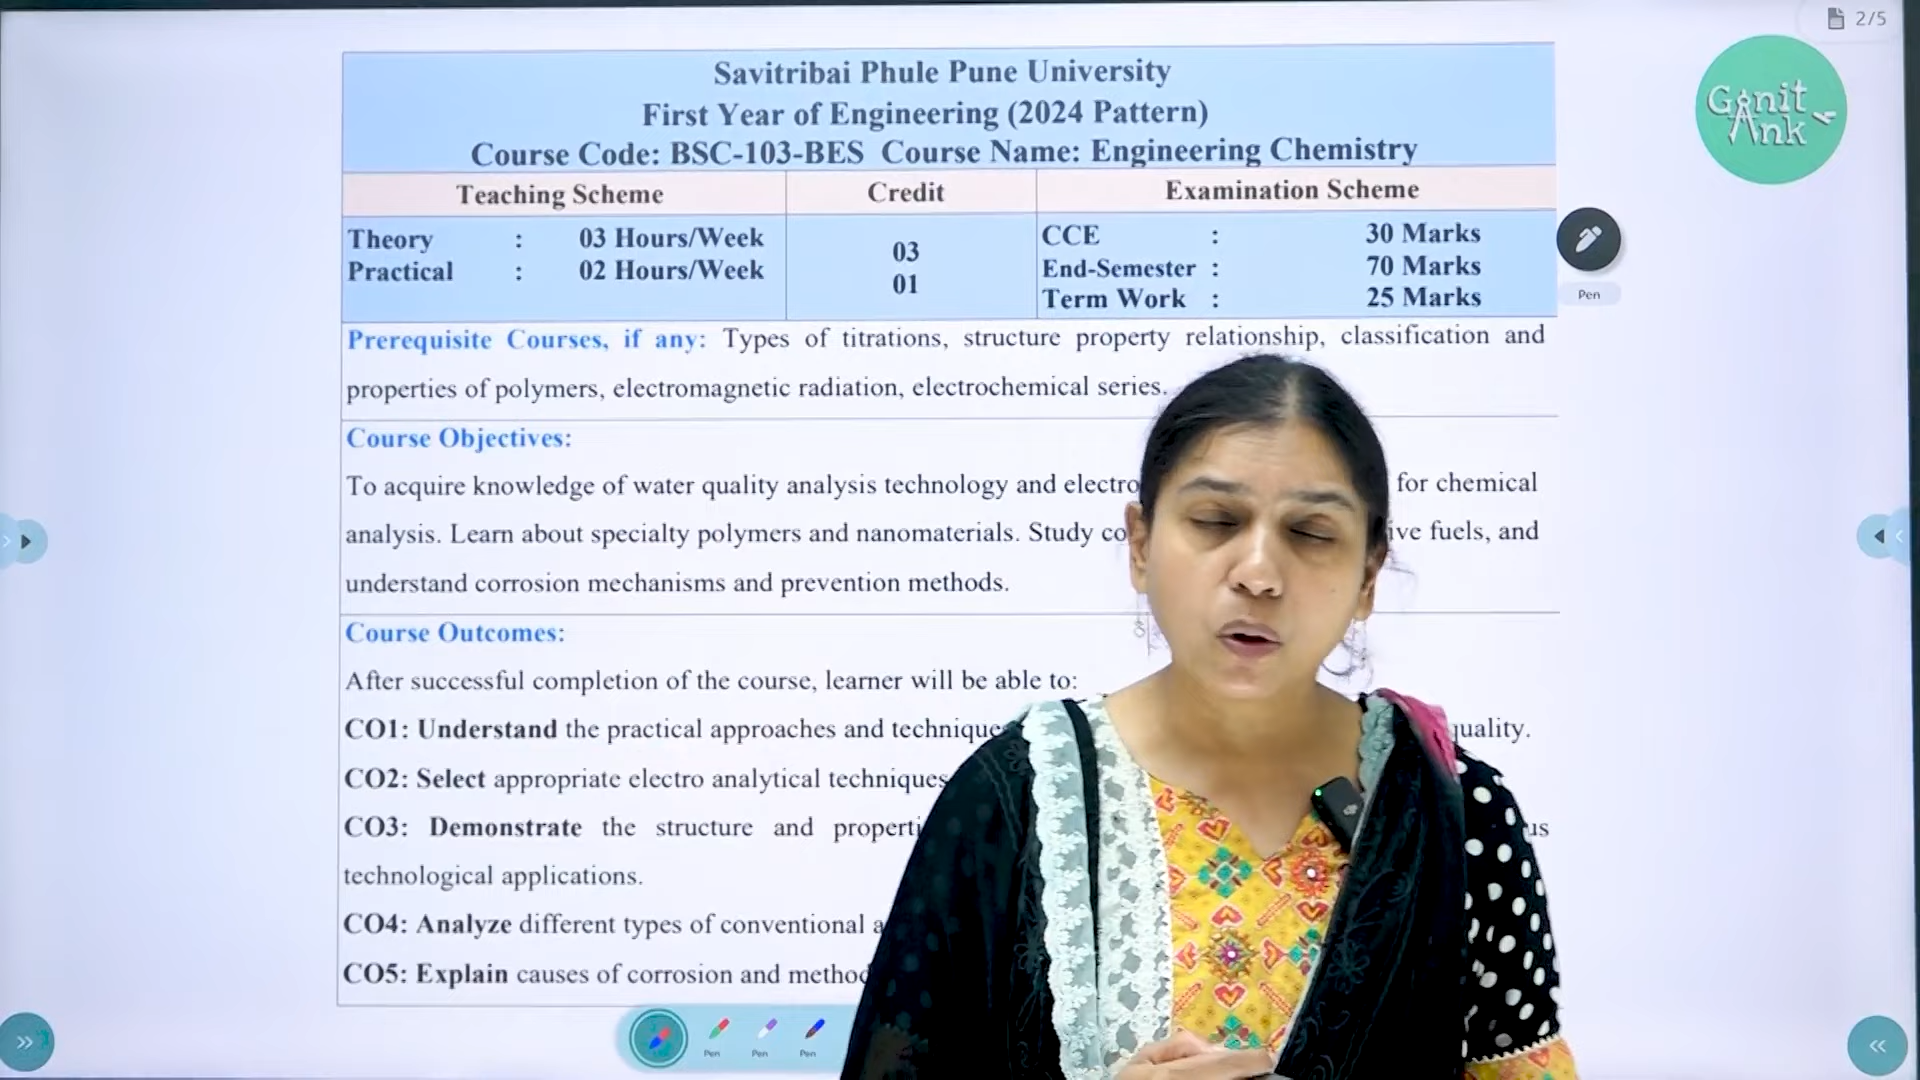 2/5
Ganit
Ank
Savitribai Phule Pune University
First Year of Engineering (2024 Pattern)
Course Code: BSC-103-BES Course Name: Engineering Chemistry
Teaching Scheme Credit Examination Scheme
Theory : 03 Hours/Week 03 CCE : 30 Marks
Practical : 02 Hours/Week 01 End-Semester : 70 Marks
Term Work : 25 Marks
Pen
Prerequisite Courses, if any: Types of titrations, structure property relationship, classification and
properties of polymers, electromagnetic radiation, electrochemical series.
Course Objectives:
To acquire knowledge of water quality analysis technology and electro for chemical
analysis. Learn about specialty polymers and nanomaterials. Study co ive fuels, and
understand corrosion mechanisms and prevention methods.
Course Outcomes:
After successful completion of the course, learner will be able to:
CO1: Understand the practical approaches and technique uality.
CO2: Select appropriate electro analytical techniques
CO3: Demonstrate the structure and properti us
technological applications.
CO4: Analyze different types of conventional a
CO5: Explain causes of corrosion and method
Pen Pen Pen